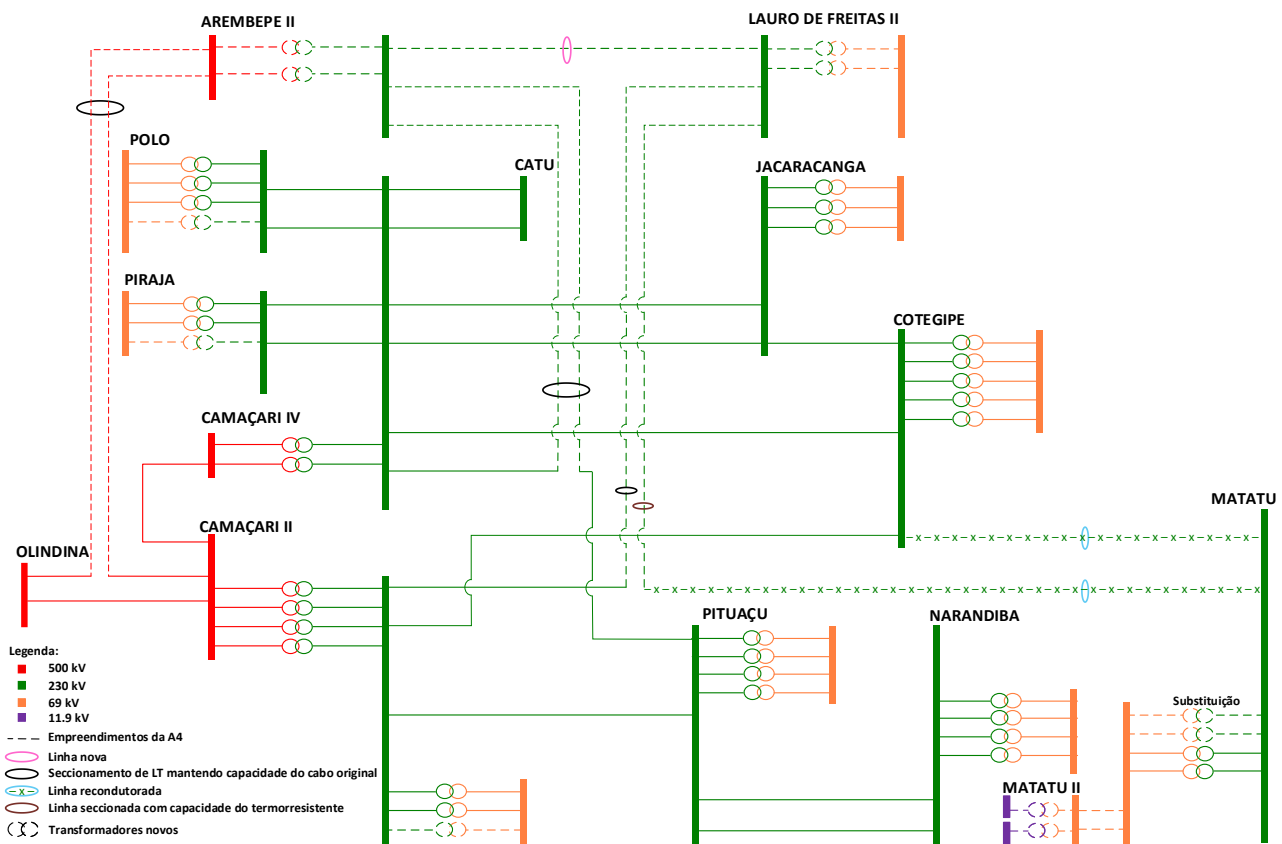 AREMBEPE II
LAURO DE FREITAS II
POLO
CATU
JACARACANGA
PIRAJA
COTEGIPE
CAMAÇARI IV
MATATU
CAMAÇARI II
OLINDINA
PITUAÇU
NARANDIBA
Legenda:
500 kV
230 kV
69 kV
11.9 kV
Empreendimentos da A4
Linha nova
Seccionamento de LT mantendo capacidade do cabo original
x
Linha recondutorada
Linha seccionada com capacidade do termorresistente
Transformadores novos
Substituição
MATATU II